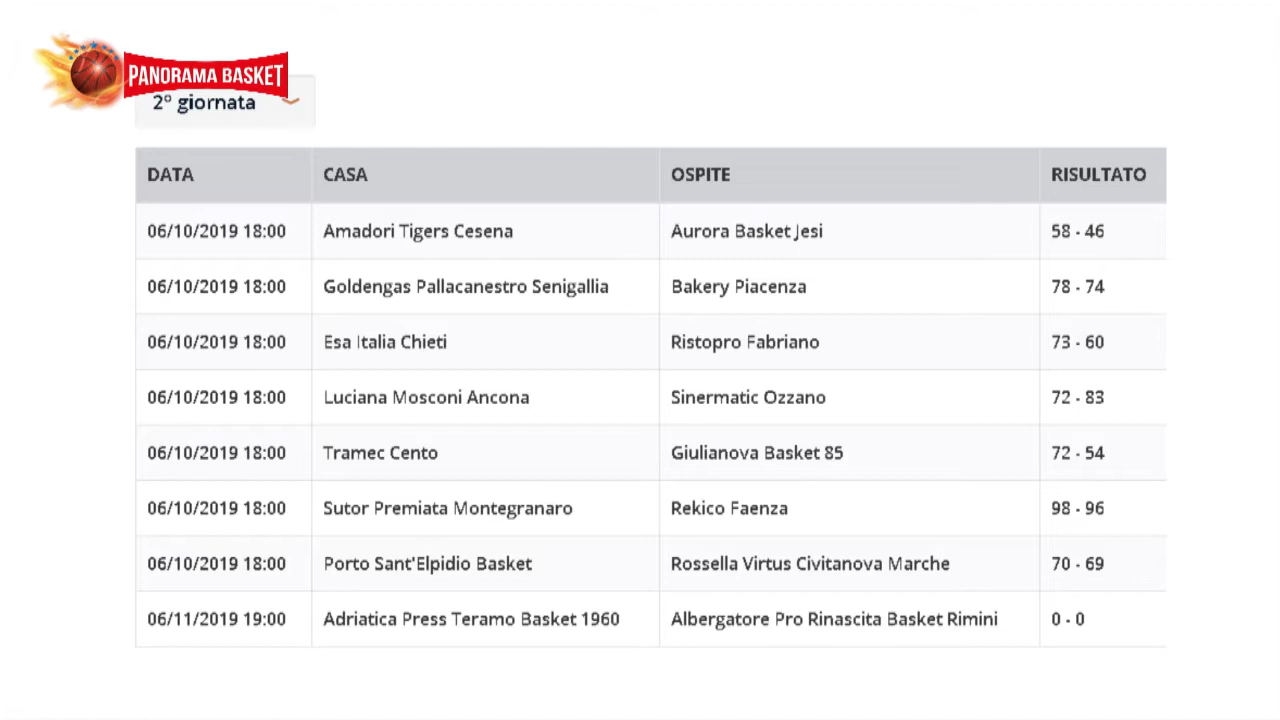 PANORAMA BASKET
2° giornata
DATA CASA OSPITE RISULTATO
06/10/2019 18:00 Amadori Tigers Cesena Aurora Basket Jesi 58 - 46
06/10/2019 18:00 Goldengas Pallacanestro Senigallia Bakery Piacenza 78 - 74
06/10/2019 18:00 Esa Italia Chieti Ristopro Fabriano 73 - 60
06/10/2019 18:00 Luciana Mosconi Ancona Sinermatic Ozzano 72 - 83
06/10/2019 18:00 Tramec Cento Giulianova Basket 85 72 - 54
06/10/2019 18:00 Sutor Premiata Montegranaro Rekico Faenza 98 - 96
06/10/2019 18:00 Porto Sant'Elpidio Basket Rossella Virtus Civitanova Marche 70 - 69
06/11/2019 19:00 Adriatica Press Teramo Basket 1960 Albergatore Pro Rinascita Basket Rimini 0 - 0